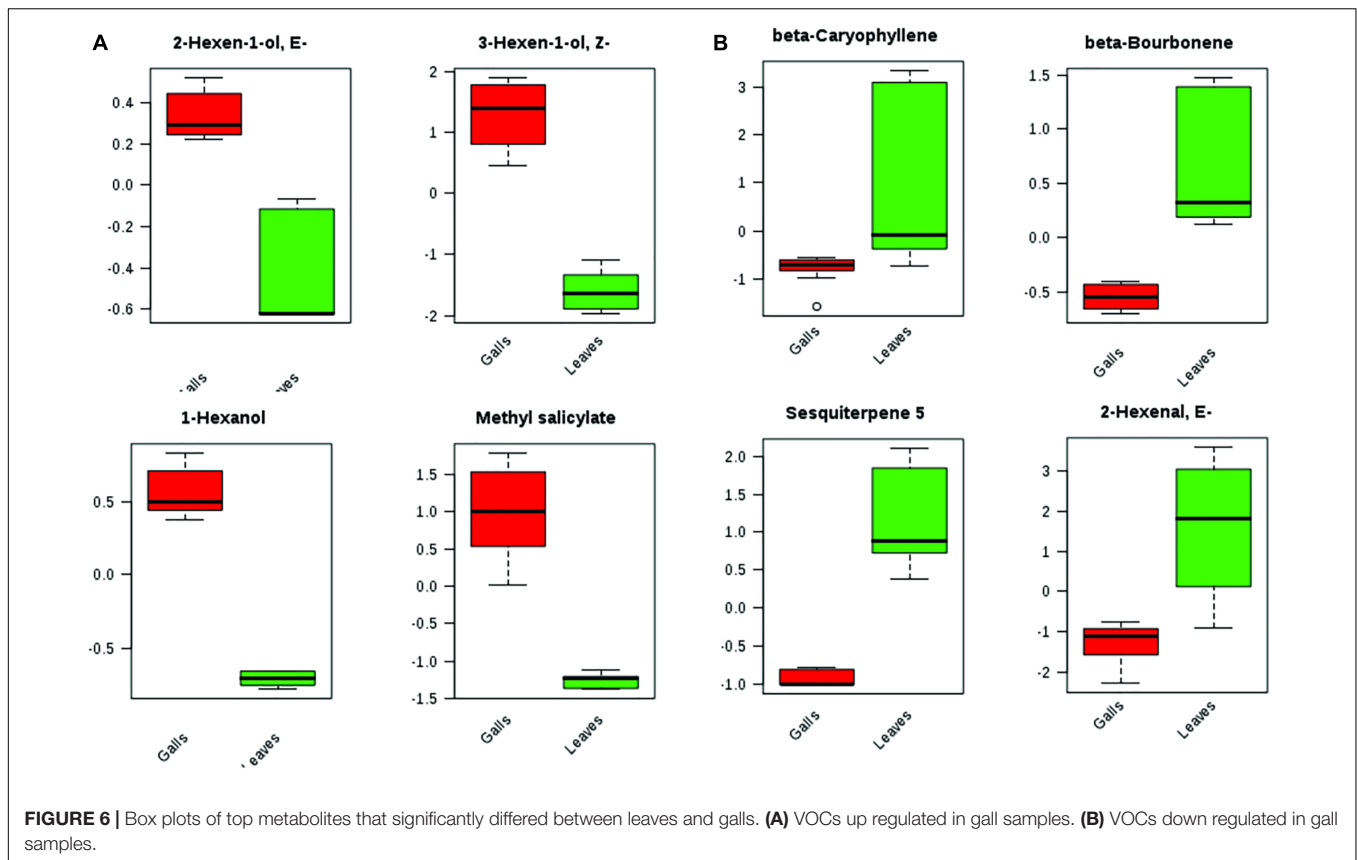 A
2-Hexen-1-ol, E-
0.4
0.2
0.0
-0.2
-0.4
-0.6
alls
aves
3-Hexen-1-ol, Z-
2
1
0
-1
-2
Galls
Leaves
B
beta-Caryophyllene
3
2
1
0
-1
Galls
Leaves
beta-Bourbonene
1.5
1.0
0.5
0.0
-0.5
Galls
Leaves
1-Hexanol
0.5
0.0
-0.5
Galls
Leaves
Methyl salicylate
1.5
1.0
0.5
0.0
-0.5
-1.0
-1.5
Galls
Leaves
Sesquiterpene 5
2.0
1.5
1.0
0.5
0.0
-0.5
-1.0
Galls
Leaves
2-Hexenal, E-
3
2
1
0
-1
-2
Galls
Leaves
FIGURE 6 | Box plots of top metabolites that significantly differed between leaves and galls. (A) VOCs up regulated in gall samples. (B) VOCs down regulated in gall
samples.